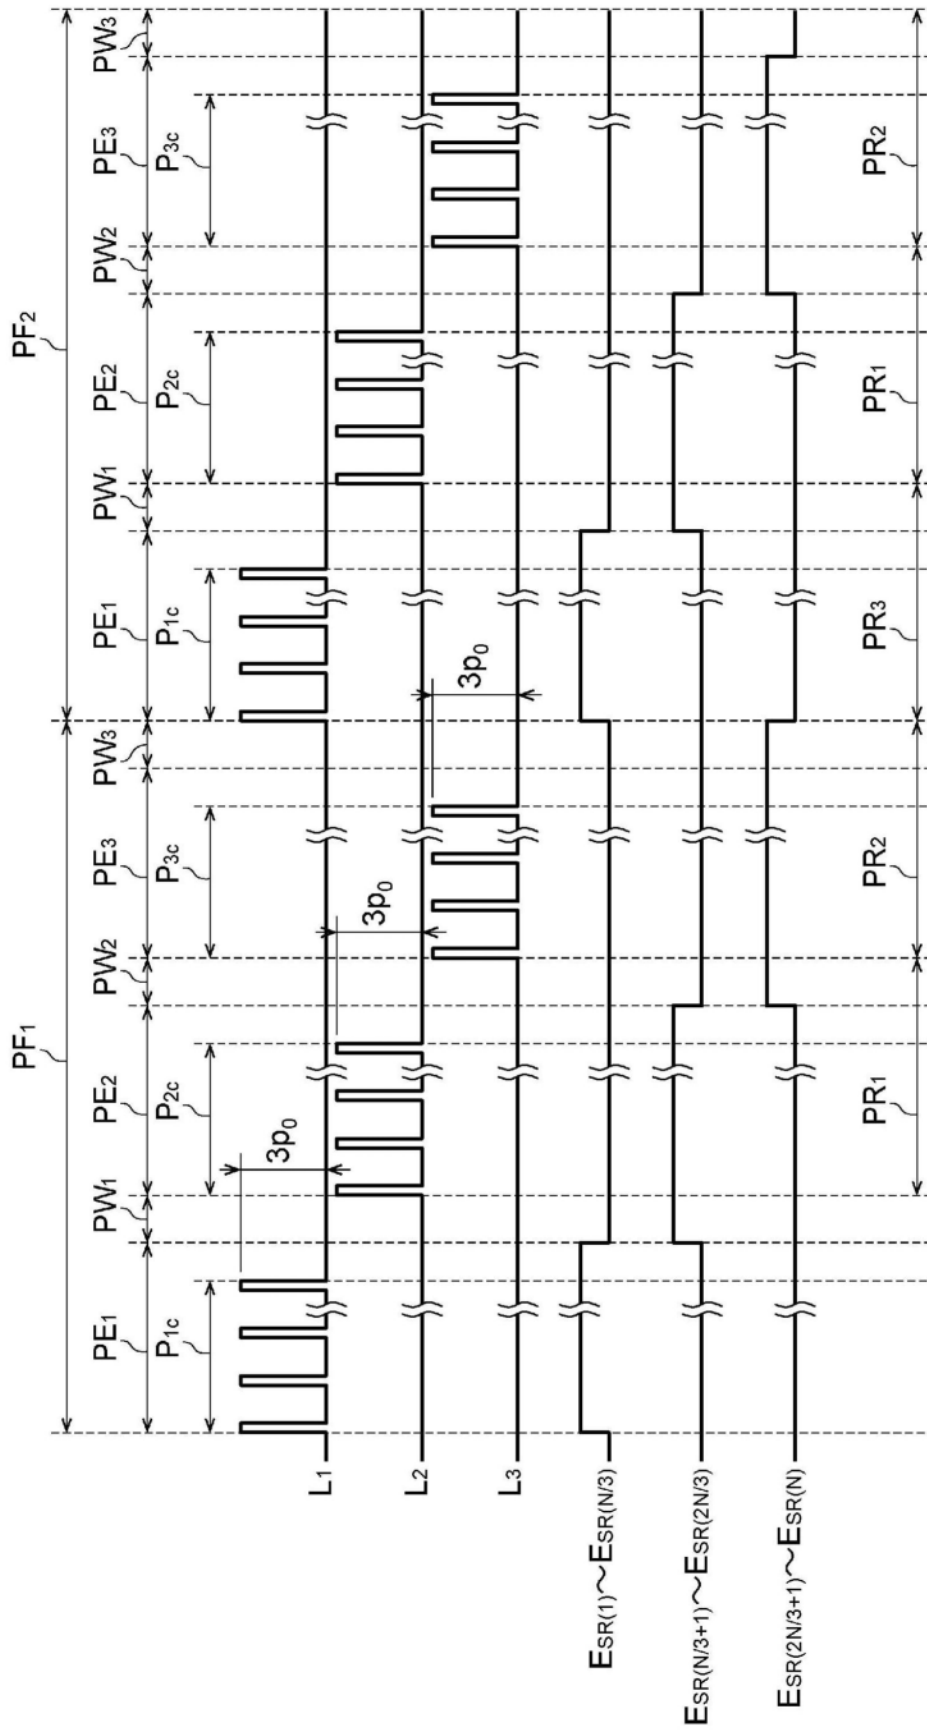 PF1 PF2
PE1 PW1 PE2 PW2 PE3 PW3 PE1 PW1 PE2 PW2 PE3 PW3
P1c P2c P3c P1c P2c P3c
3p0 3p0 3p0
L1
L2
L3
ESR(1)~ESR(N/3)
ESR(N/3+1)~ESR(2N/3)
ESR(2N/3+1)~ESR(N)
PR1 PR2 PR3 PR1 PR2